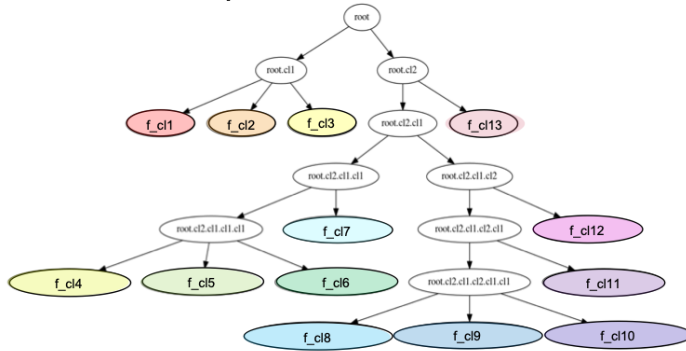 root
root.cl1
root.cl2
f_cl1
f_cl2
f_cl3
root.cl2.cl1
f_cl13
root.cl2.cl1.cl1
root.cl2.cl1.cl2
root.cl2.cl1.cl1.cl1
f_cl7
root.cl2.cl1.cl2.cl1
f_cl12
f_cl4
f_cl5
f_cl6
root.cl2.cl1.cl2.cl1.cl1
f_cl11
f_cl8
f_cl9
f_cl10